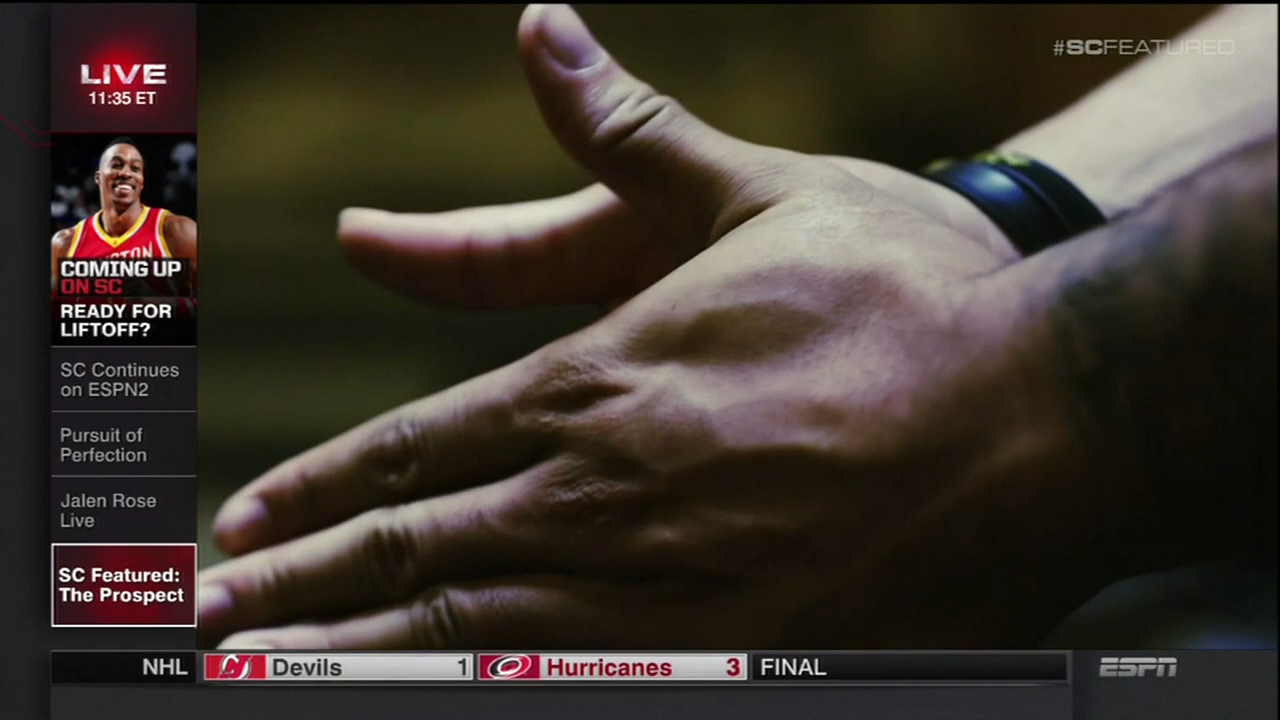 LIVE
11:35 ET
#SCFEATURED
COMING UP
ON SC
READY FOR
LIFTOFF?
SC Continues
on ESPN2
Pursuit of
Perfection
Jalen Rose
Live
SC Featured:
The Prospect
NHL Devils 1 Hurricanes 3 FINAL ESPN